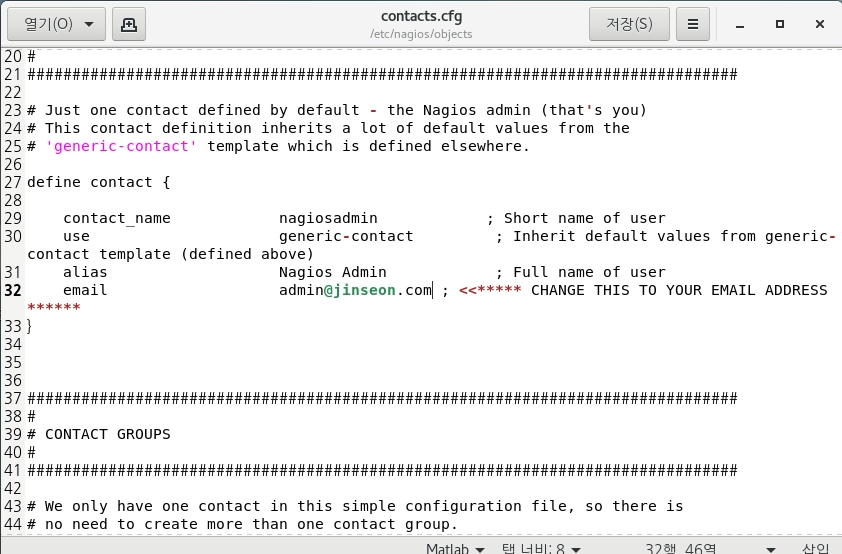 열기(O)
contacts.cfg
/etc/nagios/objects
저장(S)
20 #
21 ###############################################################################
22
23 # Just one contact defined by default - the Nagios admin (that's you)
24 # This contact definition inherits a lot of default values from the
25 # 'generic-contact' template which is defined elsewhere.
26
27 define contact {
28
29     contact_name            nagiosadmin            ; Short name of user
30     use                     generic-contact         ; Inherit default values from generic-
contact template (defined above)
31     alias                   Nagios Admin            ; Full name of user
32     email                   admin@jinseon.com ; <<***** CHANGE THIS TO YOUR EMAIL ADDRESS
******
33 }
34
35
36
37 ###############################################################################
38 #
39 # CONTACT GROUPS
40 #
41 ###############################################################################
42
43 # We only have one contact in this simple configuration file, so there is
44 # no need to create more than one contact group.
Matlab 탭 너비: 8 32행, 46열 삽입